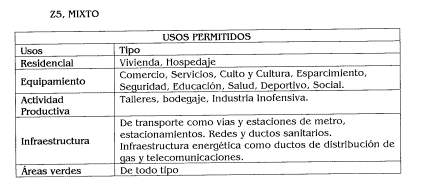 Z5, MIXTO
USOS PERMITIDOS
Usos Tipo
Residencial Vivienda, Hospedaje
Equipamiento Comercio, Servicios, Culto y Cultura, Esparcimiento,
Seguridad, Educación, Salud, Deportivo, Social.
Actividad
Productiva Talleres, bodegaje, Industria Inofensiva.
Infraestructura De transporte como vías y estaciones de metro,
estacionamientos. Redes y ductos sanitarios.
Infraestructura energética como ductos de distribución de
gas y telecomunicaciones.
Áreas verdes De todo tipo